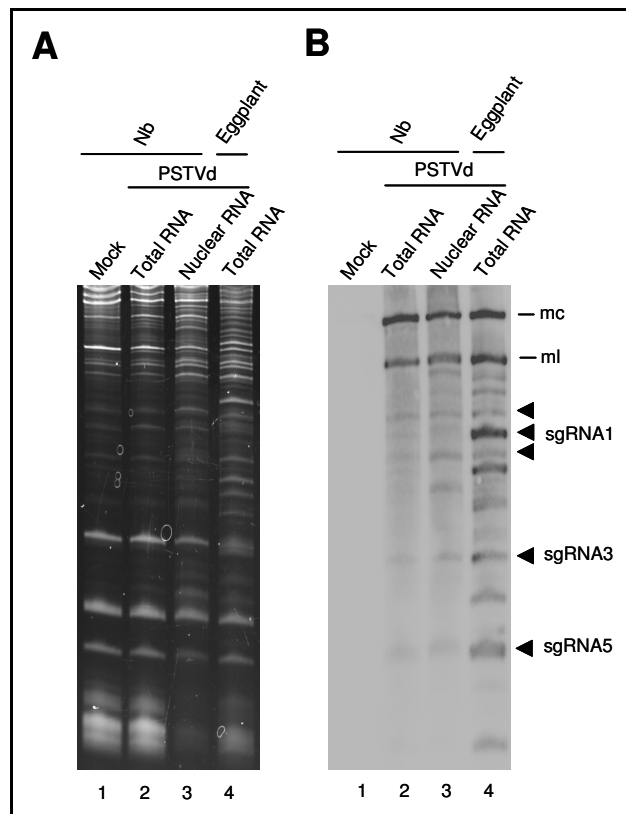 A
Nb
Eggplant
PSTVd
Mock
Total RNA
Nuclear RNA
Total RNA
1 2 3 4
B
Nb
Eggplant
PSTVd
Mock
Total RNA
Nuclear RNA
Total RNA
mc
ml
sgRNA1
sgRNA3
sgRNA5
1 2 3 4